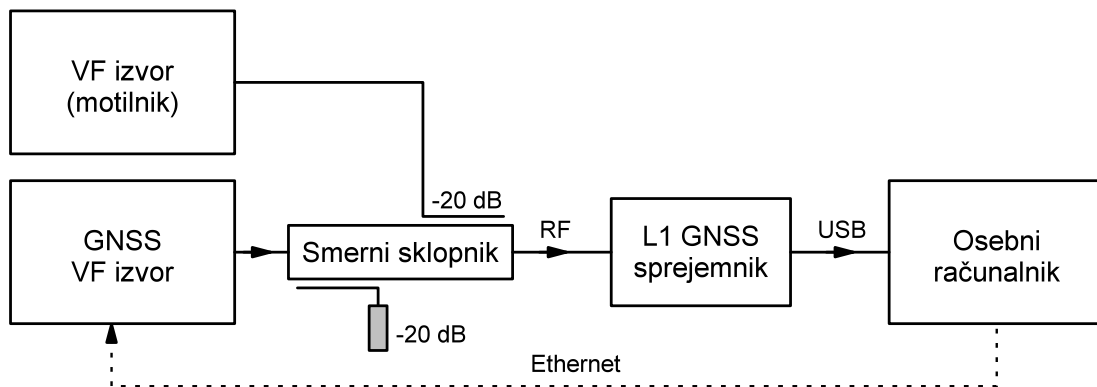 VF izvor
(motilnik)
-20 dB
GNSS
VF izvor
Smerni sklopnik
RF
L1 GNSS
sprejemnik
USB
Osebni
računalnik
-20 dB
Ethernet